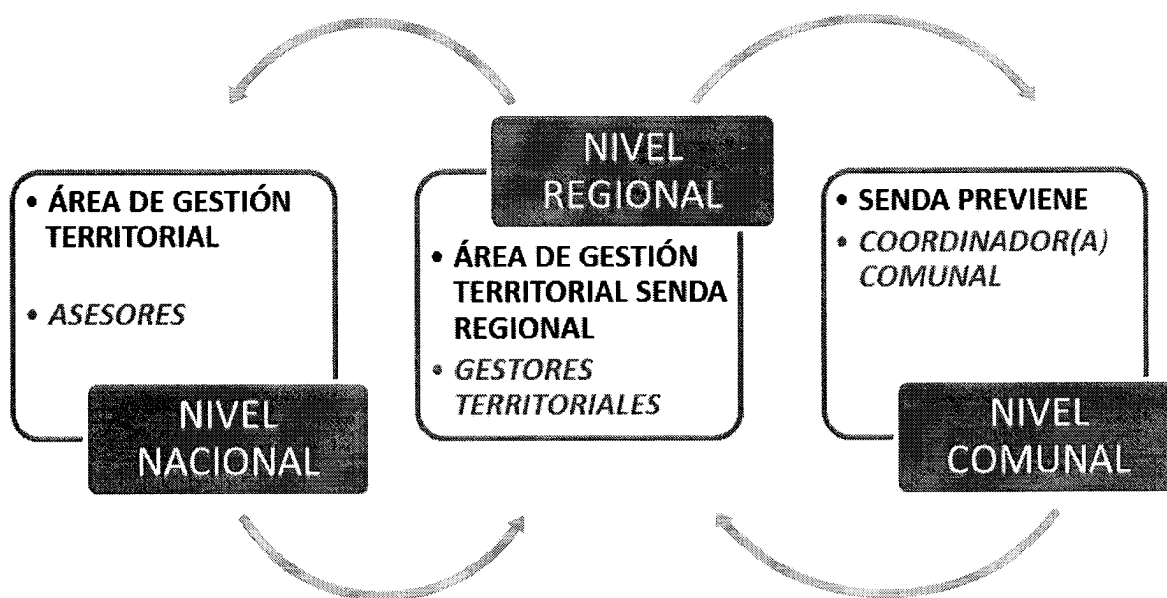 • ÁREA DE GESTIÓN
TERRITORIAL
• ASESORES
NIVEL
NACIONAL
NIVEL
REGIONAL
• ÁREA DE GESTIÓN
TERRITORIAL SENDA
REGIONAL
• GESTORES
TERRITORIALES
• SENDA PREVIENE
• COORDINADOR(A)
COMUNAL
NIVEL
COMUNAL